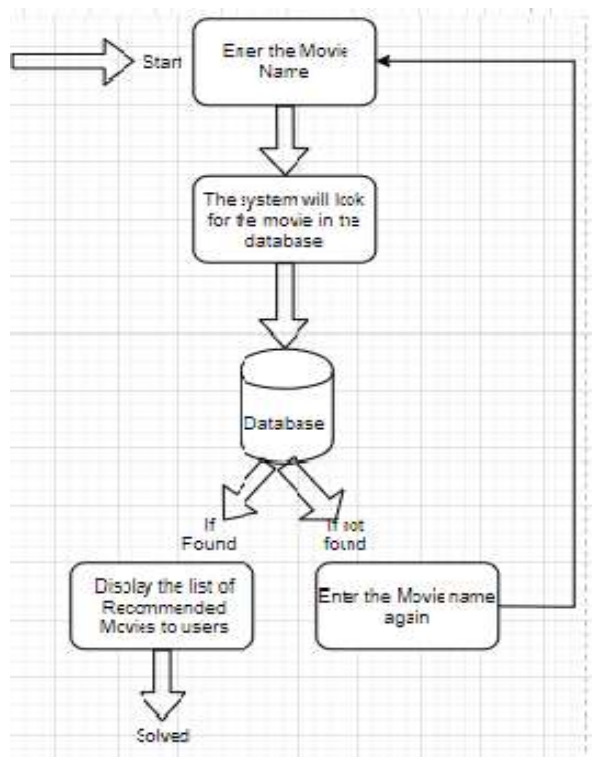 Start
Enter the Movie
Name
The system will look
for the movie in the
database
Database
If
Found
If not
found
Display the list of
Recommended
Movies to users
Enter the Movie name
again
Solved